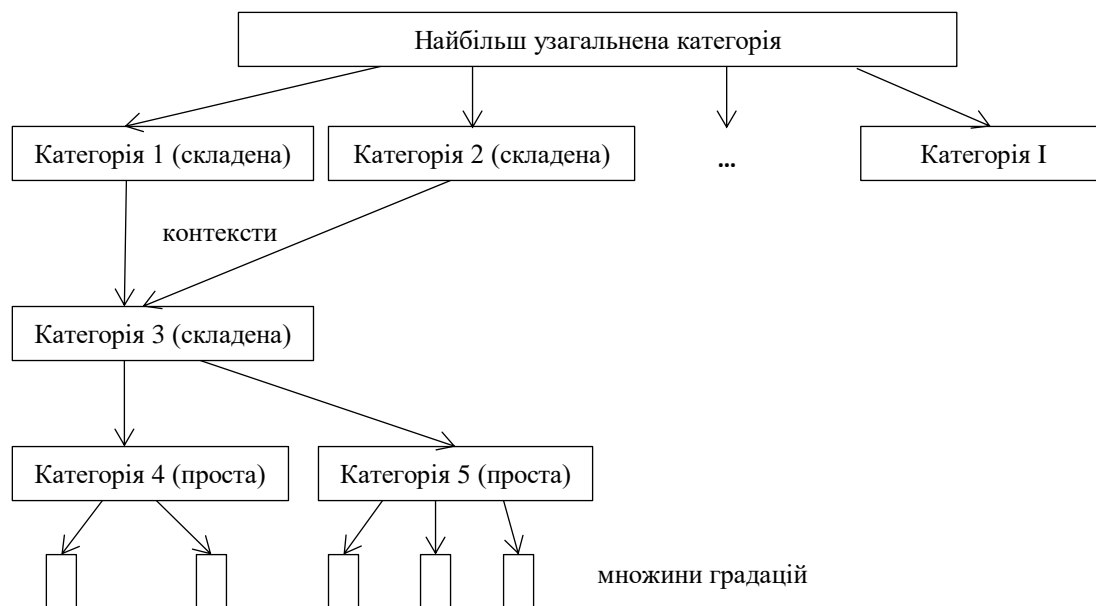 Найбільш узагальнена категорія
Категорія 1 (складена)
Категорія 2 (складена)
...
Категорія І
контексти
Категорія 3 (складена)
Категорія 4 (проста)
Категорія 5 (проста)
множини градацій